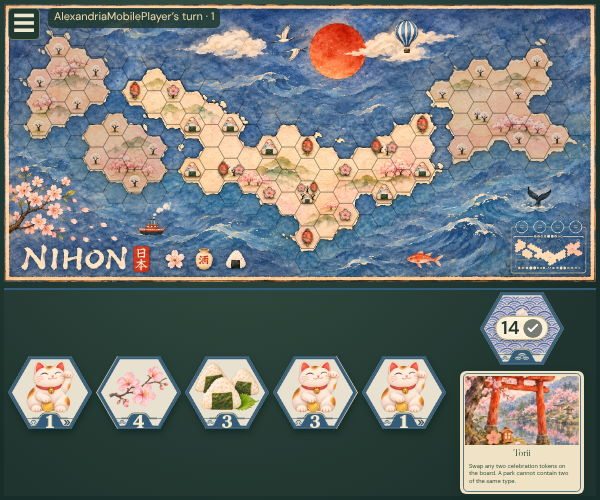 AlexandriaMobilePlayer's turn · 1
NIHON
日本
酒
14
1
4
3
3
1
Torii
Swap any two celebration tokens on
the board. A park cannot contain two
of the same type.